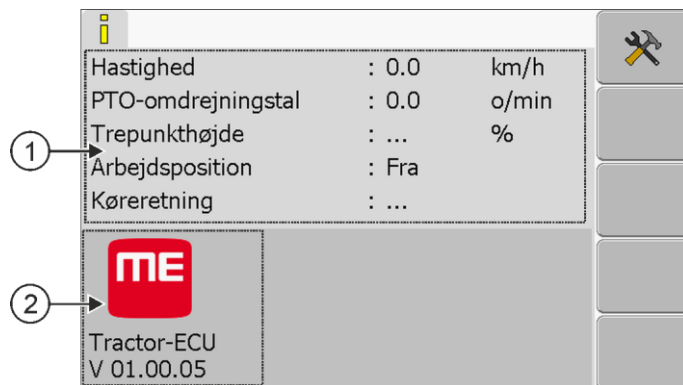 Hastighed : 0.0 km/h
PTO-omdrejningstal : 0.0 o/min
Trepunkthøjde : ... %
1
Arbejdsposition : Fra
Køreretning : ...
ME
2
Tractor-ECU
V 01.00.05